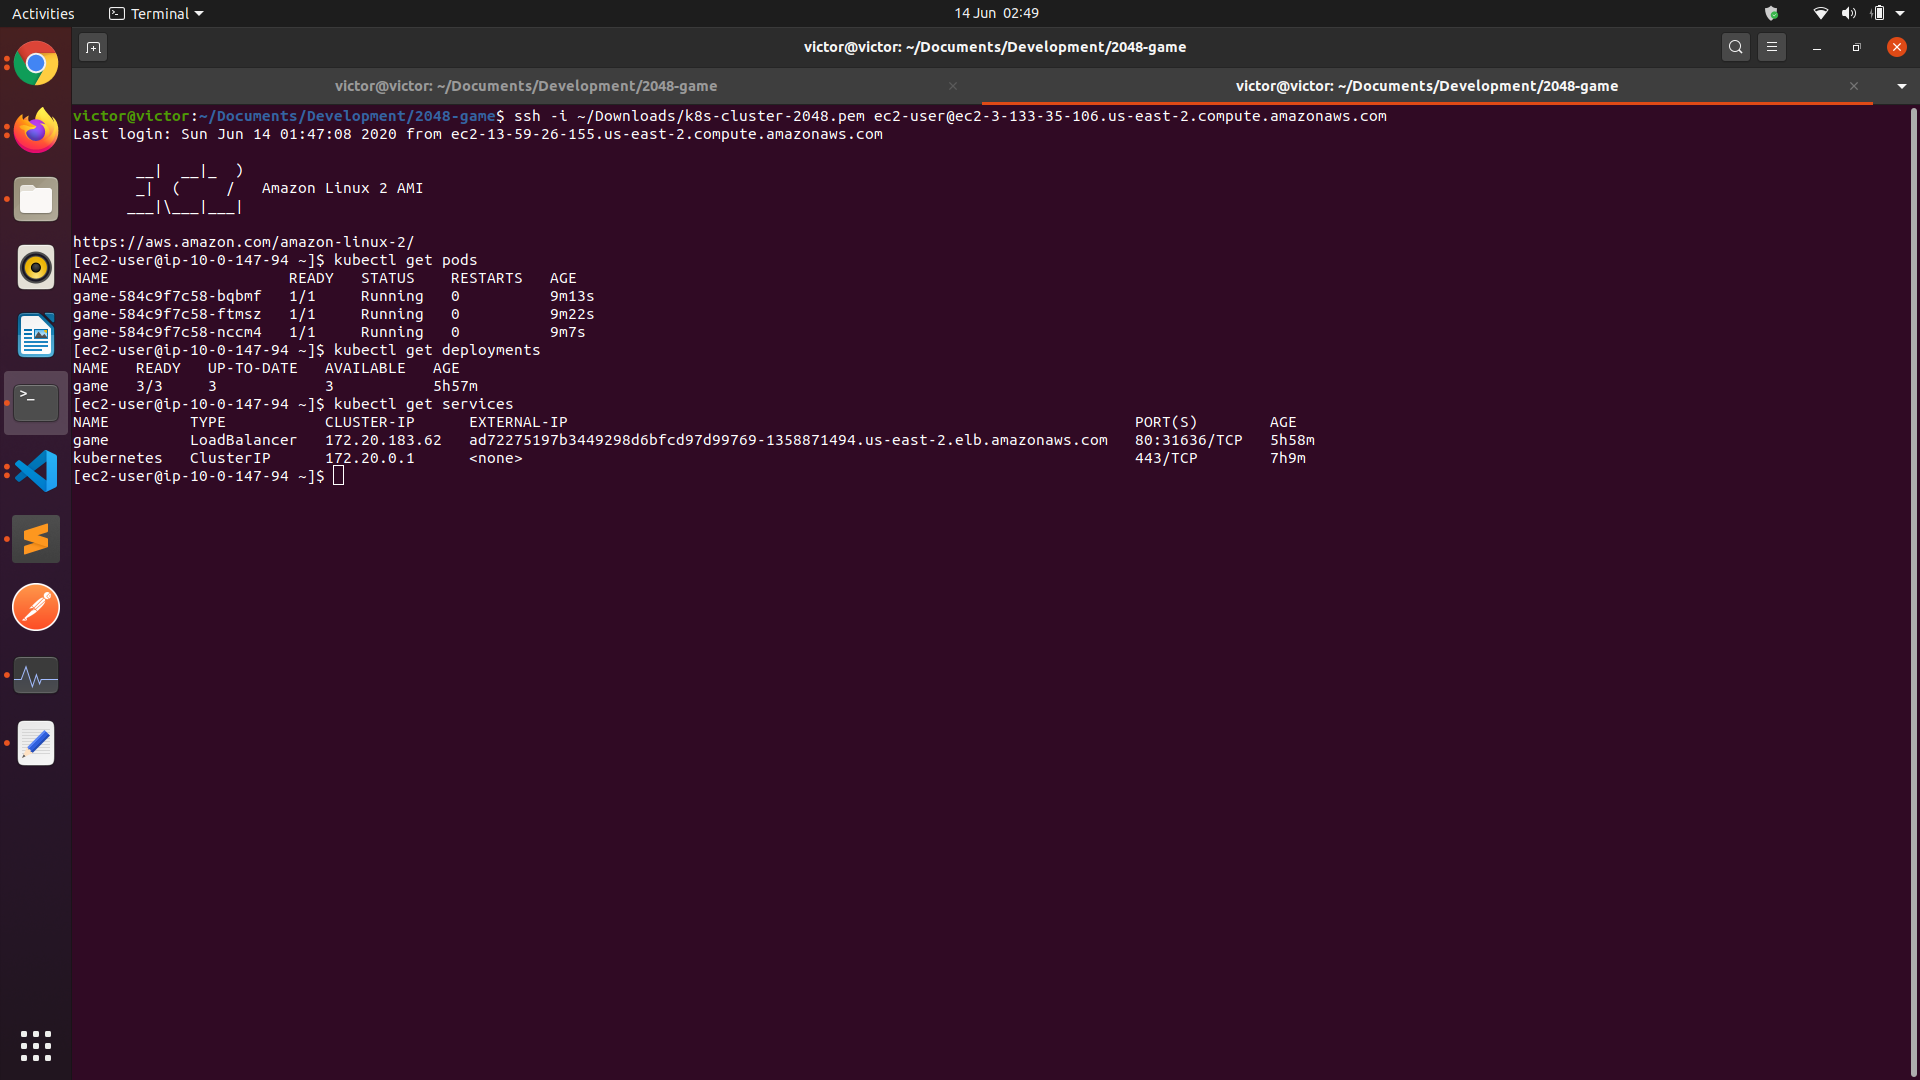 Activities Terminal 14 Jun 02:49
victor@victor: ~/Documents/Development/2048-game
victor@victor: ~/Documents/Development/2048-game victor@victor: ~/Documents/Development/2048-game
victor@victor:~/Documents/Development/2048-game$ ssh -i ~/Downloads/k8s-cluster-2048.pem ec2-user@ec2-3-133-35-106.us-east-2.compute.amazonaws.com
Last login: Sun Jun 14 01:47:08 2020 from ec2-13-59-26-155.us-east-2.compute.amazonaws.com
__|  __|_  )
_|  (     /   Amazon Linux 2 AMI
___|\___|___|
https://aws.amazon.com/amazon-linux-2/
[ec2-user@ip-10-0-147-94 ~]$ kubectl get pods
NAME                    READY   STATUS    RESTARTS   AGE
game-584c9f7c58-bqbmf   1/1     Running   0          9m13s
game-584c9f7c58-ftmsz   1/1     Running   0          9m22s
game-584c9f7c58-nccm4   1/1     Running   0          9m7s
[ec2-user@ip-10-0-147-94 ~]$ kubectl get deployments
NAME   READY   UP-TO-DATE   AVAILABLE   AGE
game   3/3     3            3           5h57m
[ec2-user@ip-10-0-147-94 ~]$ kubectl get services
NAME         TYPE           CLUSTER-IP      EXTERNAL-IP                                                               PORT(S)        AGE
game         LoadBalancer   172.20.183.62   ad72275197b3449298d6bfcd97d99769-1358871494.us-east-2.elb.amazonaws.com   80:31636/TCP   5h58m
kubernetes   ClusterIP      172.20.0.1      <none>                                                                    443/TCP        7h9m
[ec2-user@ip-10-0-147-94 ~]$